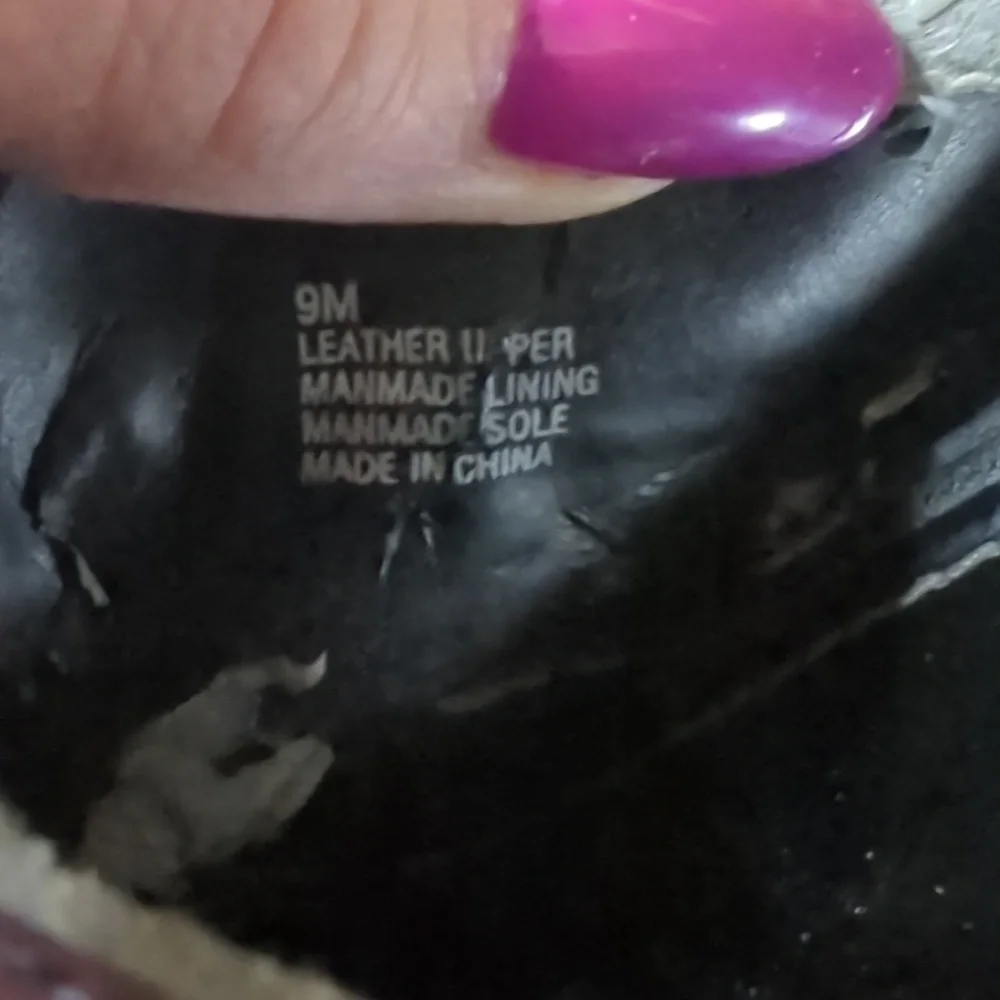 9M
LEATHER UPPER
MANMADE LINING
MANMADE SOLE
MADE IN CHINA